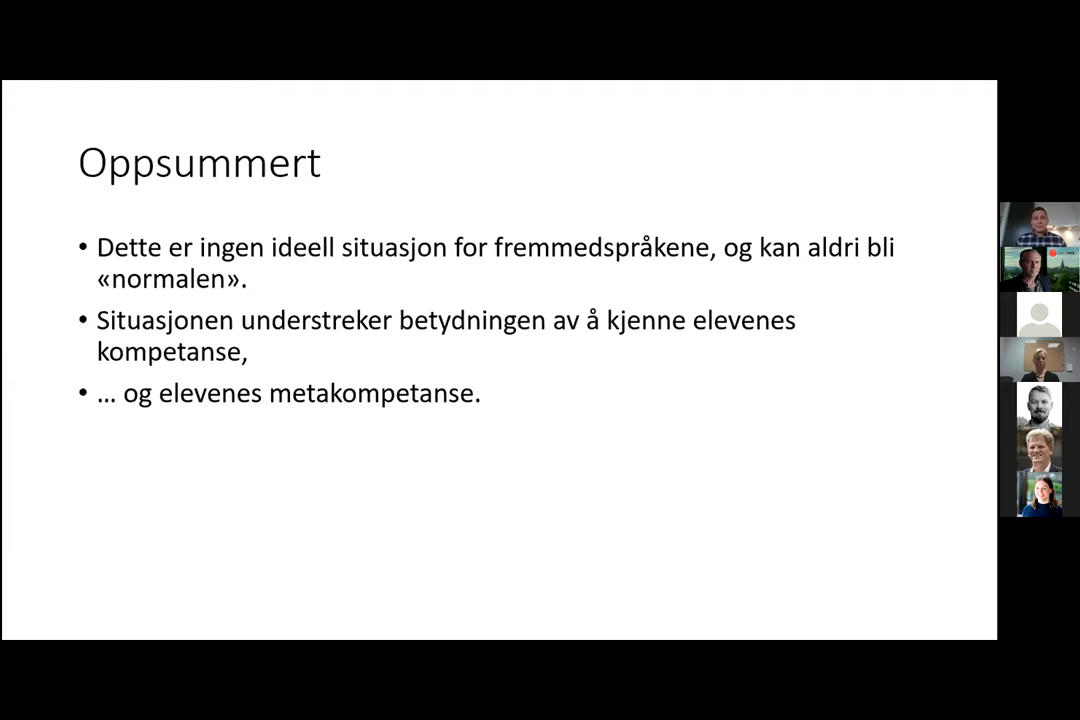 Oppsummert
• Dette er ingen ideell situasjon for fremmedspråkene, og kan aldri bli
«normalen».
• Situasjonen understreker betydningen av å kjenne elevenes
kompetanse,
• … og elevenes metakompetanse.